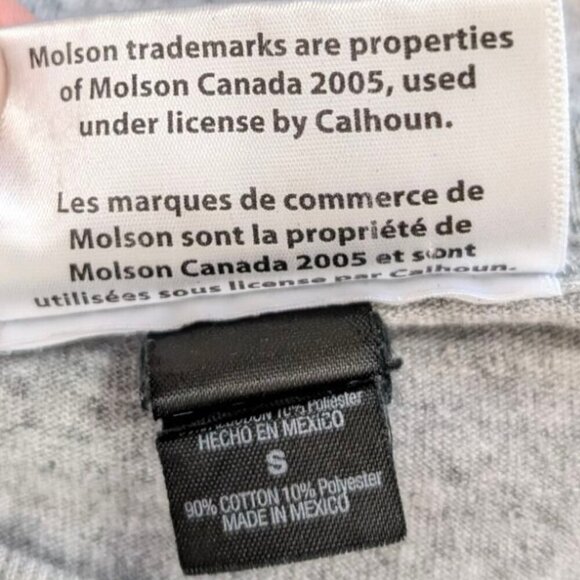 Molson trademarks are properties
of Molson Canada 2005, used
under license by Calhoun.
Les marques de commerce de
Molson sont la propriété de
Molson Canada 2005 et sont
utilisées sous license par Calhoun.
10% Poliéster
HECHO EN MEXICO
S
90% COTTON 10% Polyester
MADE IN MEXICO